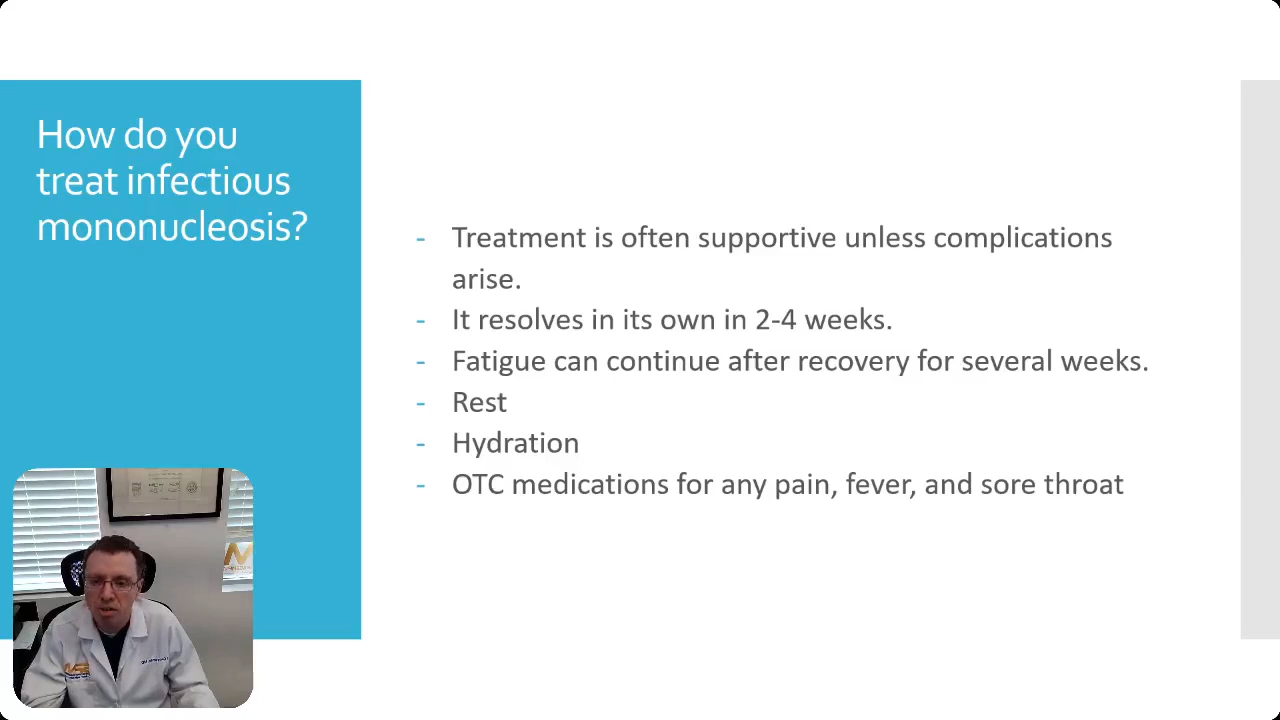 How do you
treat infectious
mononucleosis?
- Treatment is often supportive unless complications
arise.
- It resolves in its own in 2-4 weeks.
- Fatigue can continue after recovery for several weeks.
- Rest
- Hydration
- OTC medications for any pain, fever, and sore throat